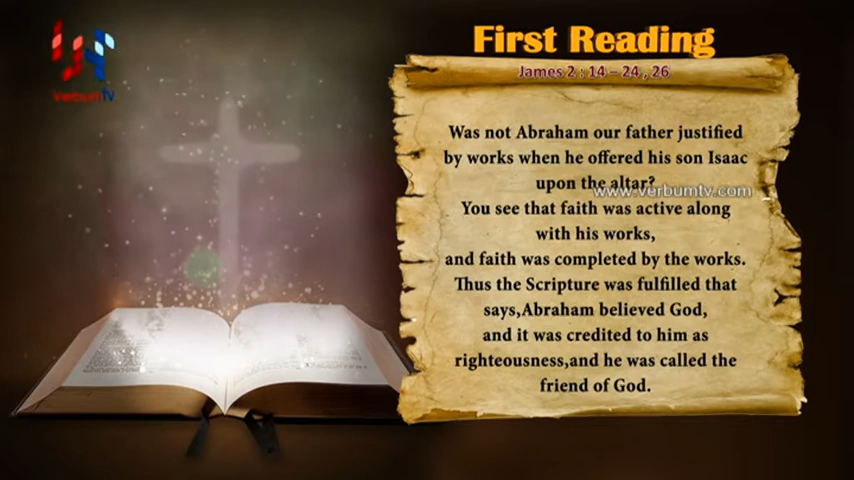 VerbumTV
First Reading
James 2 : 14 – 24 , 26
Was not Abraham our father justified
by works when he offered his son Isaac
upon the altar?
www.verbumtv.com
You see that faith was active along
with his works,
and faith was completed by the works.
Thus the Scripture was fulfilled that
says,Abraham believed God,
and it was credited to him as
righteousness,and he was called the
friend of God.